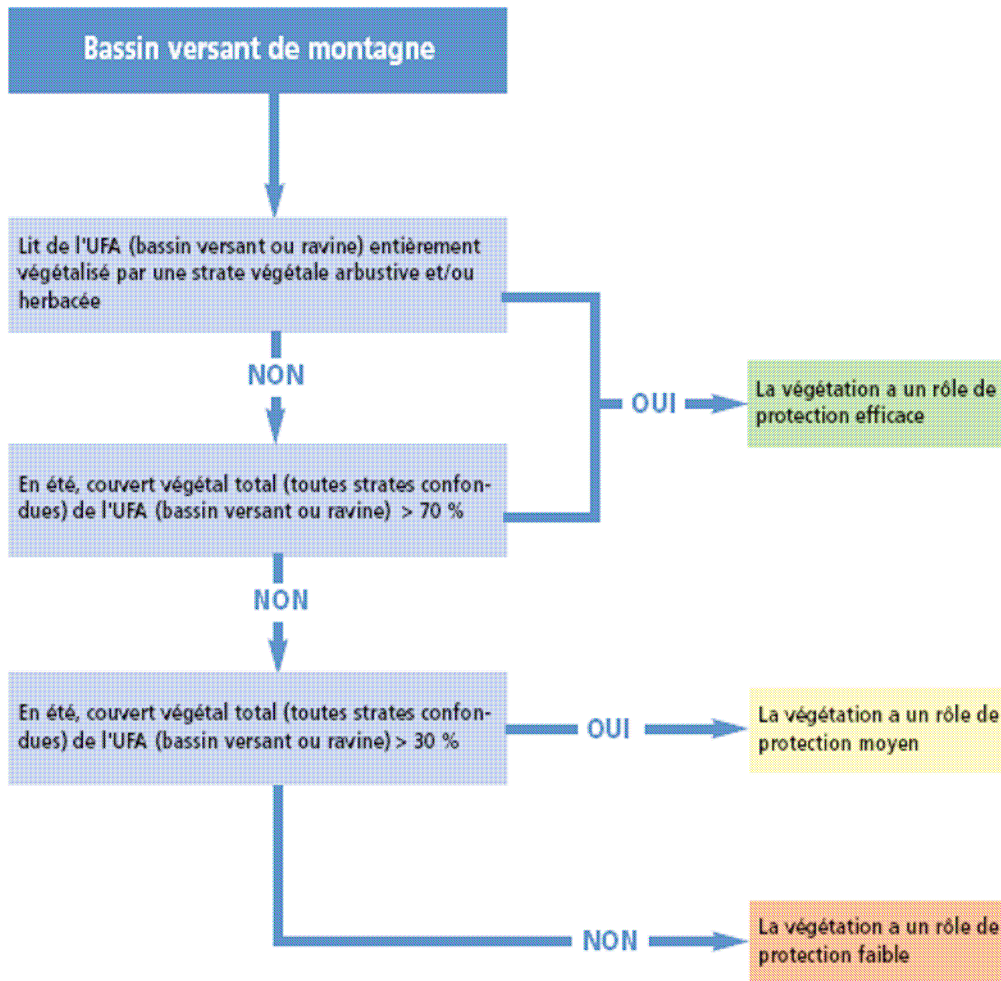 Bassin versant de montagne
Lit de l'UFA (bassin versant ou ravine) entièrement
végétalisé par une strate végétale arbustive et/ou
herbacée
NON
OUI
La végétation a un rôle de
protection efficace
En été, couvert végétal total (toutes strates confon-
dues) de l'UFA (bassin versant ou ravine) > 70 %
NON
En été, couvert végétal total (toutes strates confon-
dues) de l'UFA (bassin versant ou ravine) > 30 %
OUI
La végétation a un rôle de
protection moyen
NON
La végétation a un rôle de
protection faible